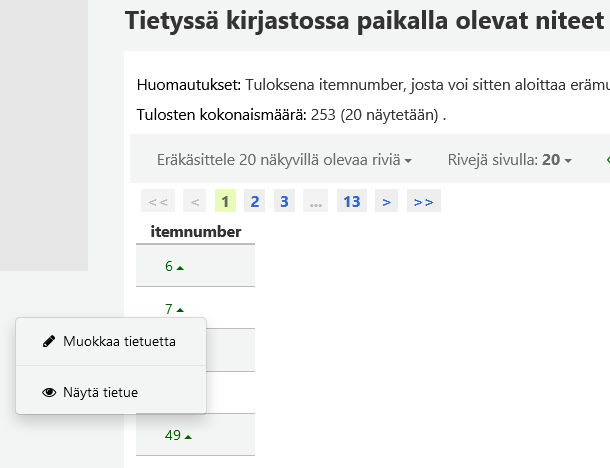 Tietyssä kirjastossa paikalla olevat niteet
Huomautukset: Tuloksena itemnumber, josta voi sitten aloittaa erämu
Tulosten kokonaismäärä: 253 (20 näytetään) .
Eräkäsittele 20 näkyvillä olevaa riviä Rivejä sivulla: 20
<< < 1 2 3 ... 13 > >>
itemnumber
6
7
Muokkaa tietuetta
Näytä tietue
49